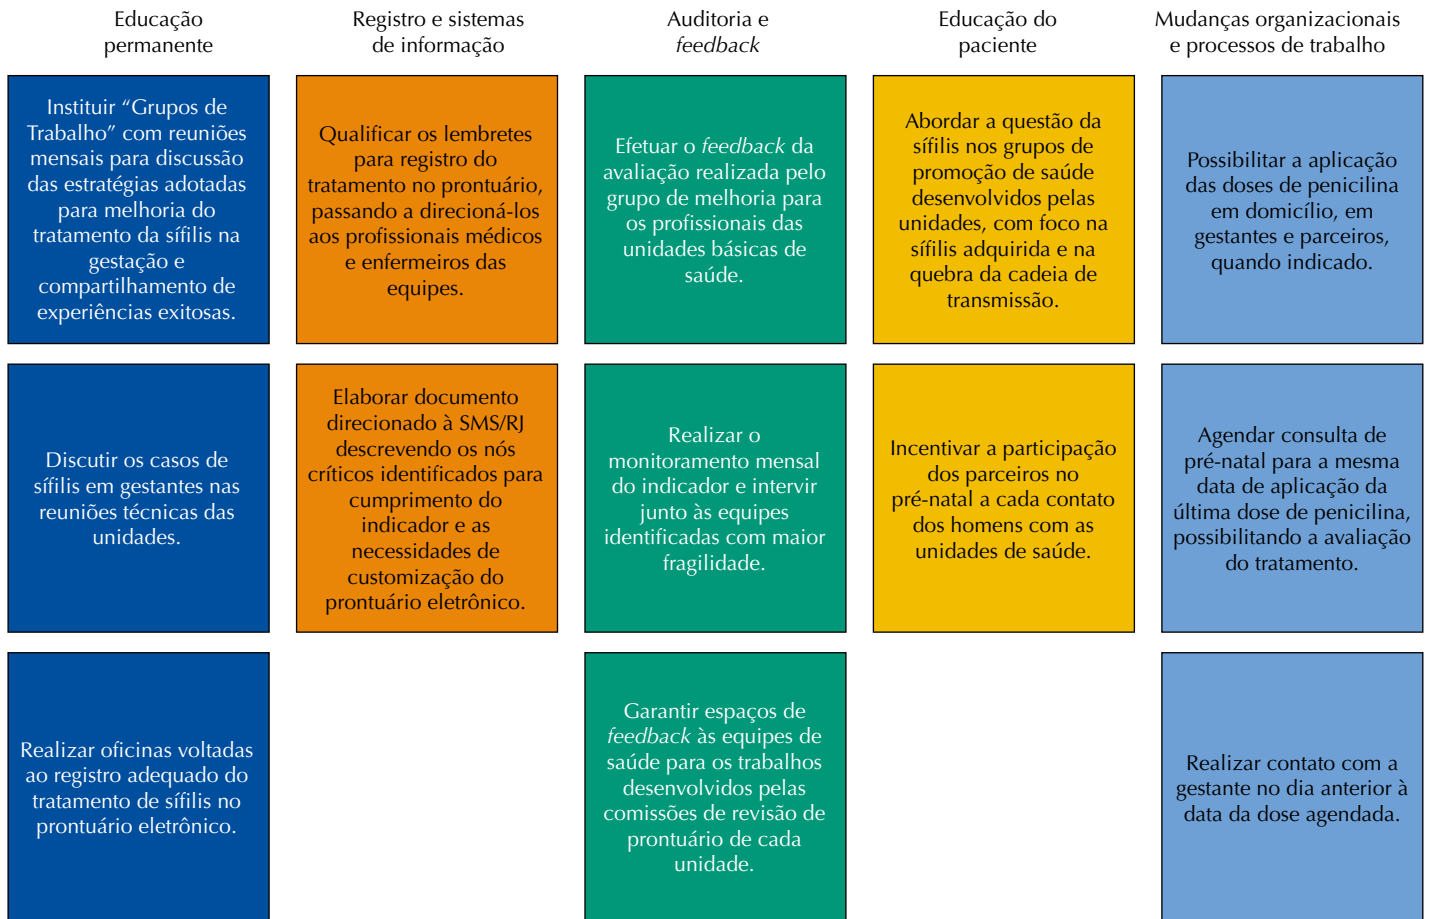 Educação
permanente
Registro e sistemas
de informação
Auditoria e
feedback
Educação do
paciente
Mudanças organizacionais
e processos de trabalho
Instituir “Grupos de
Trabalho” com reuniões
mensais para discussão
das estratégias adotadas
para melhoria do
tratamento da sífilis na
gestação e
compartilhamento de
experiências exitosas.
Qualificar os lembretes
para registro do
tratamento no prontuário,
passando a direcioná-los
aos profissionais médicos
e enfermeiros das
equipes.
Efetuar o feedback da
avaliação realizada pelo
grupo de melhoria para
os profissionais das
unidades básicas de
saúde.
Abordar a questão da
sífilis nos grupos de
promoção de saúde
desenvolvidos pelas
unidades, com foco na
sífilis adquirida e na
quebra da cadeia de
transmissão.
Possibilitar a aplicação
das doses de penicilina
em domicílio, em
gestantes e parceiros,
quando indicado.
Discutir os casos de
sífilis em gestantes nas
reuniões técnicas das
unidades.
Elaborar documento
direcionado à SMS/RJ
descrevendo os nós
críticos identificados para
cumprimento do
indicador e as
necessidades de
customização do
prontuário eletrônico.
Realizar o
monitoramento mensal
do indicador e intervir
junto às equipes
identificadas com maior
fragilidade.
Incentivar a participação
dos parceiros no
pré-natal a cada contato
dos homens com as
unidades de saúde.
Agendar consulta de
pré-natal para a mesma
data de aplicação da
última dose de penicilina,
possibilitando a avaliação
do tratamento.
Realizar oficinas voltadas
ao registro adequado do
tratamento de sífilis no
prontuário eletrônico.
Garantir espaços de
feedback às equipes de
saúde para os trabalhos
desenvolvidos pelas
comissões de revisão de
prontuário de cada
unidade.
Realizar contato com a
gestante no dia anterior à
data da dose agendada.